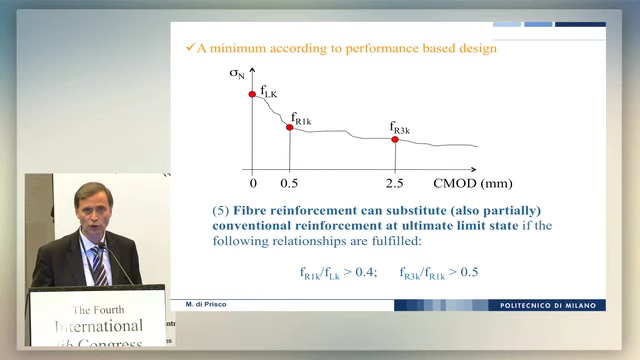 ✓A minimum according to performance based design
σN
fLK
fR1k
fR3k
0 0.5 2.5 CMOD (mm)
(5) Fibre reinforcement can substitute (also partially)
conventional reinforcement at ultimate limit state if the
following relationships are fulfilled:
fR1k/fLk > 0.4; fR3k/fR1k > 0.5
M. di Prisco
POLITECNICO DI MILANO
The Fourth
International
fib Congress